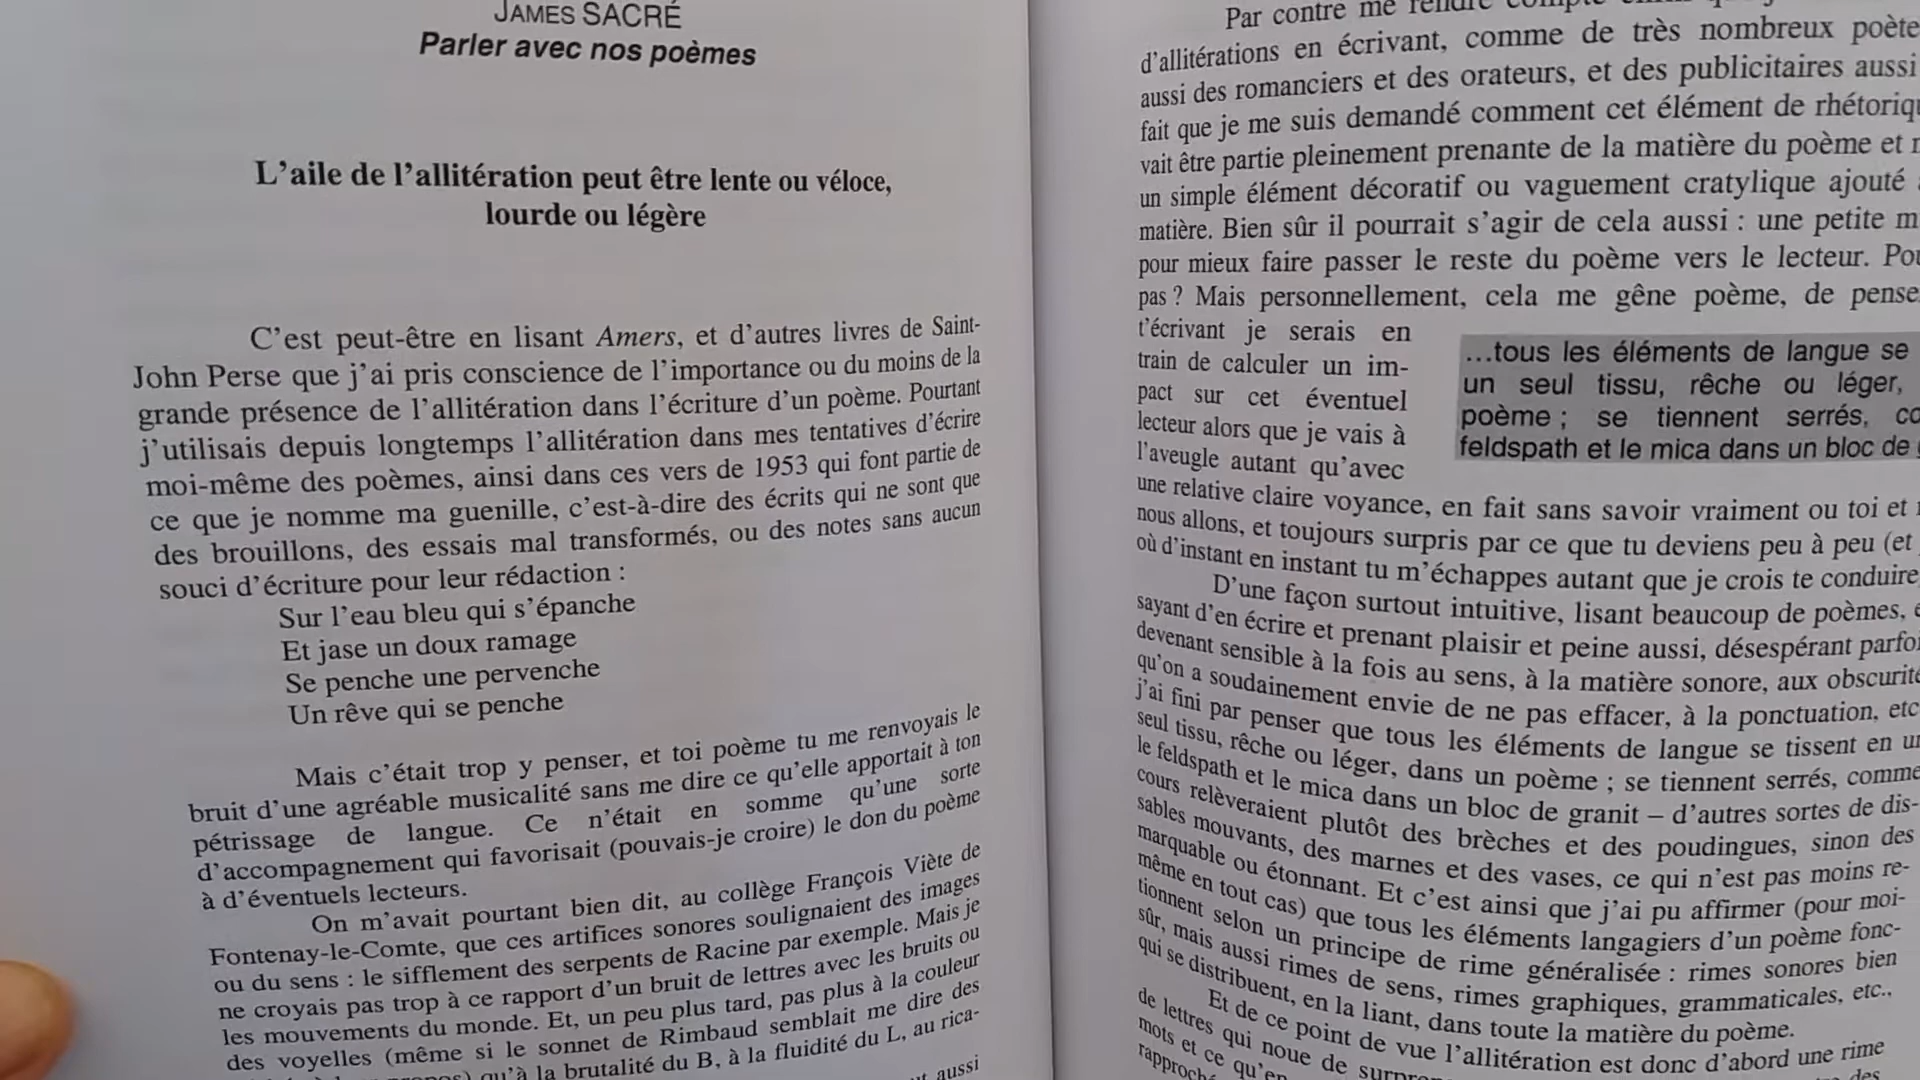 JAMES SACRÉ
Parler avec nos poèmes
L'aile de l'allitération peut être lente ou véloce,
lourde ou légère
C'est peut-être en lisant Amers, et d'autres livres de Saint-
John Perse que j'ai pris conscience de l'importance ou du moins de la
grande présence de l'allitération dans l'écriture d'un poème. Pourtant
j'utilisais depuis longtemps l'allitération dans mes tentatives d'écrire
moi-même des poèmes, ainsi dans ces vers de 1953 qui font partie de
ce que je nomme ma guenille, c'est-à-dire des écrits qui ne sont que
des brouillons, des essais mal transformés, ou des notes sans aucun
souci d'écriture pour leur rédaction :
Sur l'eau bleu qui s'épanche
Et jase un doux ramage
Se penche une pervenche
Un rêve qui se penche
Mais c'était trop y penser, et toi poème tu me renvoyais le
bruit d'une agréable musicalité sans me dire ce qu'elle apportait à ton
pétrissage de langue. Ce n'était en somme qu'une sorte
d'accompagnement qui favorisait (pouvais-je croire) le don du poème
à d'éventuels lecteurs.
On m'avait pourtant bien dit, au collège François Viète de
Fontenay-le-Comte, que ces artifices sonores soulignaient des images
ou du sens : le sifflement des serpents de Racine par exemple. Mais je
ne croyais pas trop à ce rapport d'un bruit de lettres avec les bruits ou
les mouvements du monde. Et, un peu plus tard, pas plus à la couleur
des voyelles (même si le sonnet de Rimbaud semblait me dire des
qu'à la brutalité du B, à la fluidité du L, au rica-
aussi
Par contre me rendre compte
d'allitérations en écrivant, comme de très nombreux poète
aussi des romanciers et des orateurs, et des publicitaires aussi
fait que je me suis demandé comment cet élément de rhétoriq
vait être partie pleinement prenante de la matière du poème et
un simple élément décoratif ou vaguement cratylique ajouté
matière. Bien sûr il pourrait s'agir de cela aussi : une petite m
pour mieux faire passer le reste du poème vers le lecteur. Pou
pas ? Mais personnellement, cela me gêne poème, de pense
t'écrivant je serais en
train de calculer un im-
pact sur cet éventuel
lecteur alors que je vais à
l'aveugle autant qu'avec
…tous les éléments de langue se
un seul tissu, rêche ou léger,
poème ; se tiennent serrés, co
feldspath et le mica dans un bloc de
une relative claire voyance, en fait sans savoir vraiment ou toi et
nous allons, et toujours surpris par ce que tu deviens peu à peu (et
où d'instant en instant tu m'échappes autant que je crois te conduire
D'une façon surtout intuitive, lisant beaucoup de poèmes,
sayant d'en écrire et prenant plaisir et peine aussi, désespérant parfo
devenant sensible à la fois au sens, à la matière sonore, aux obscurité
qu'on a soudainement envie de ne pas effacer, à la ponctuation, etc
j'ai fini par penser que tous les éléments de langue se tissent en un
seul tissu, rêche ou léger, dans un poème ; se tiennent serrés, comme
le feldspath et le mica dans un bloc de granit – d'autres sortes de dis-
cours relèveraient plutôt des brèches et des poudingues, sinon des
sables mouvants, des marnes et des vases, ce qui n'est pas moins re-
marquable ou étonnant. Et c'est ainsi que j'ai pu affirmer (pour moi-
même en tout cas) que tous les éléments langagiers d'un poème fonc-
tionnent selon un principe de rime généralisée : rimes sonores bien
sûr, mais aussi rimes de sens, rimes graphiques, grammaticales, etc.,
qui se distribuent, en la liant, dans toute la matière du poème.
Et de ce point de vue l'allitération est donc d'abord une rime
de lettres qui noue de
mots et ce qu'en